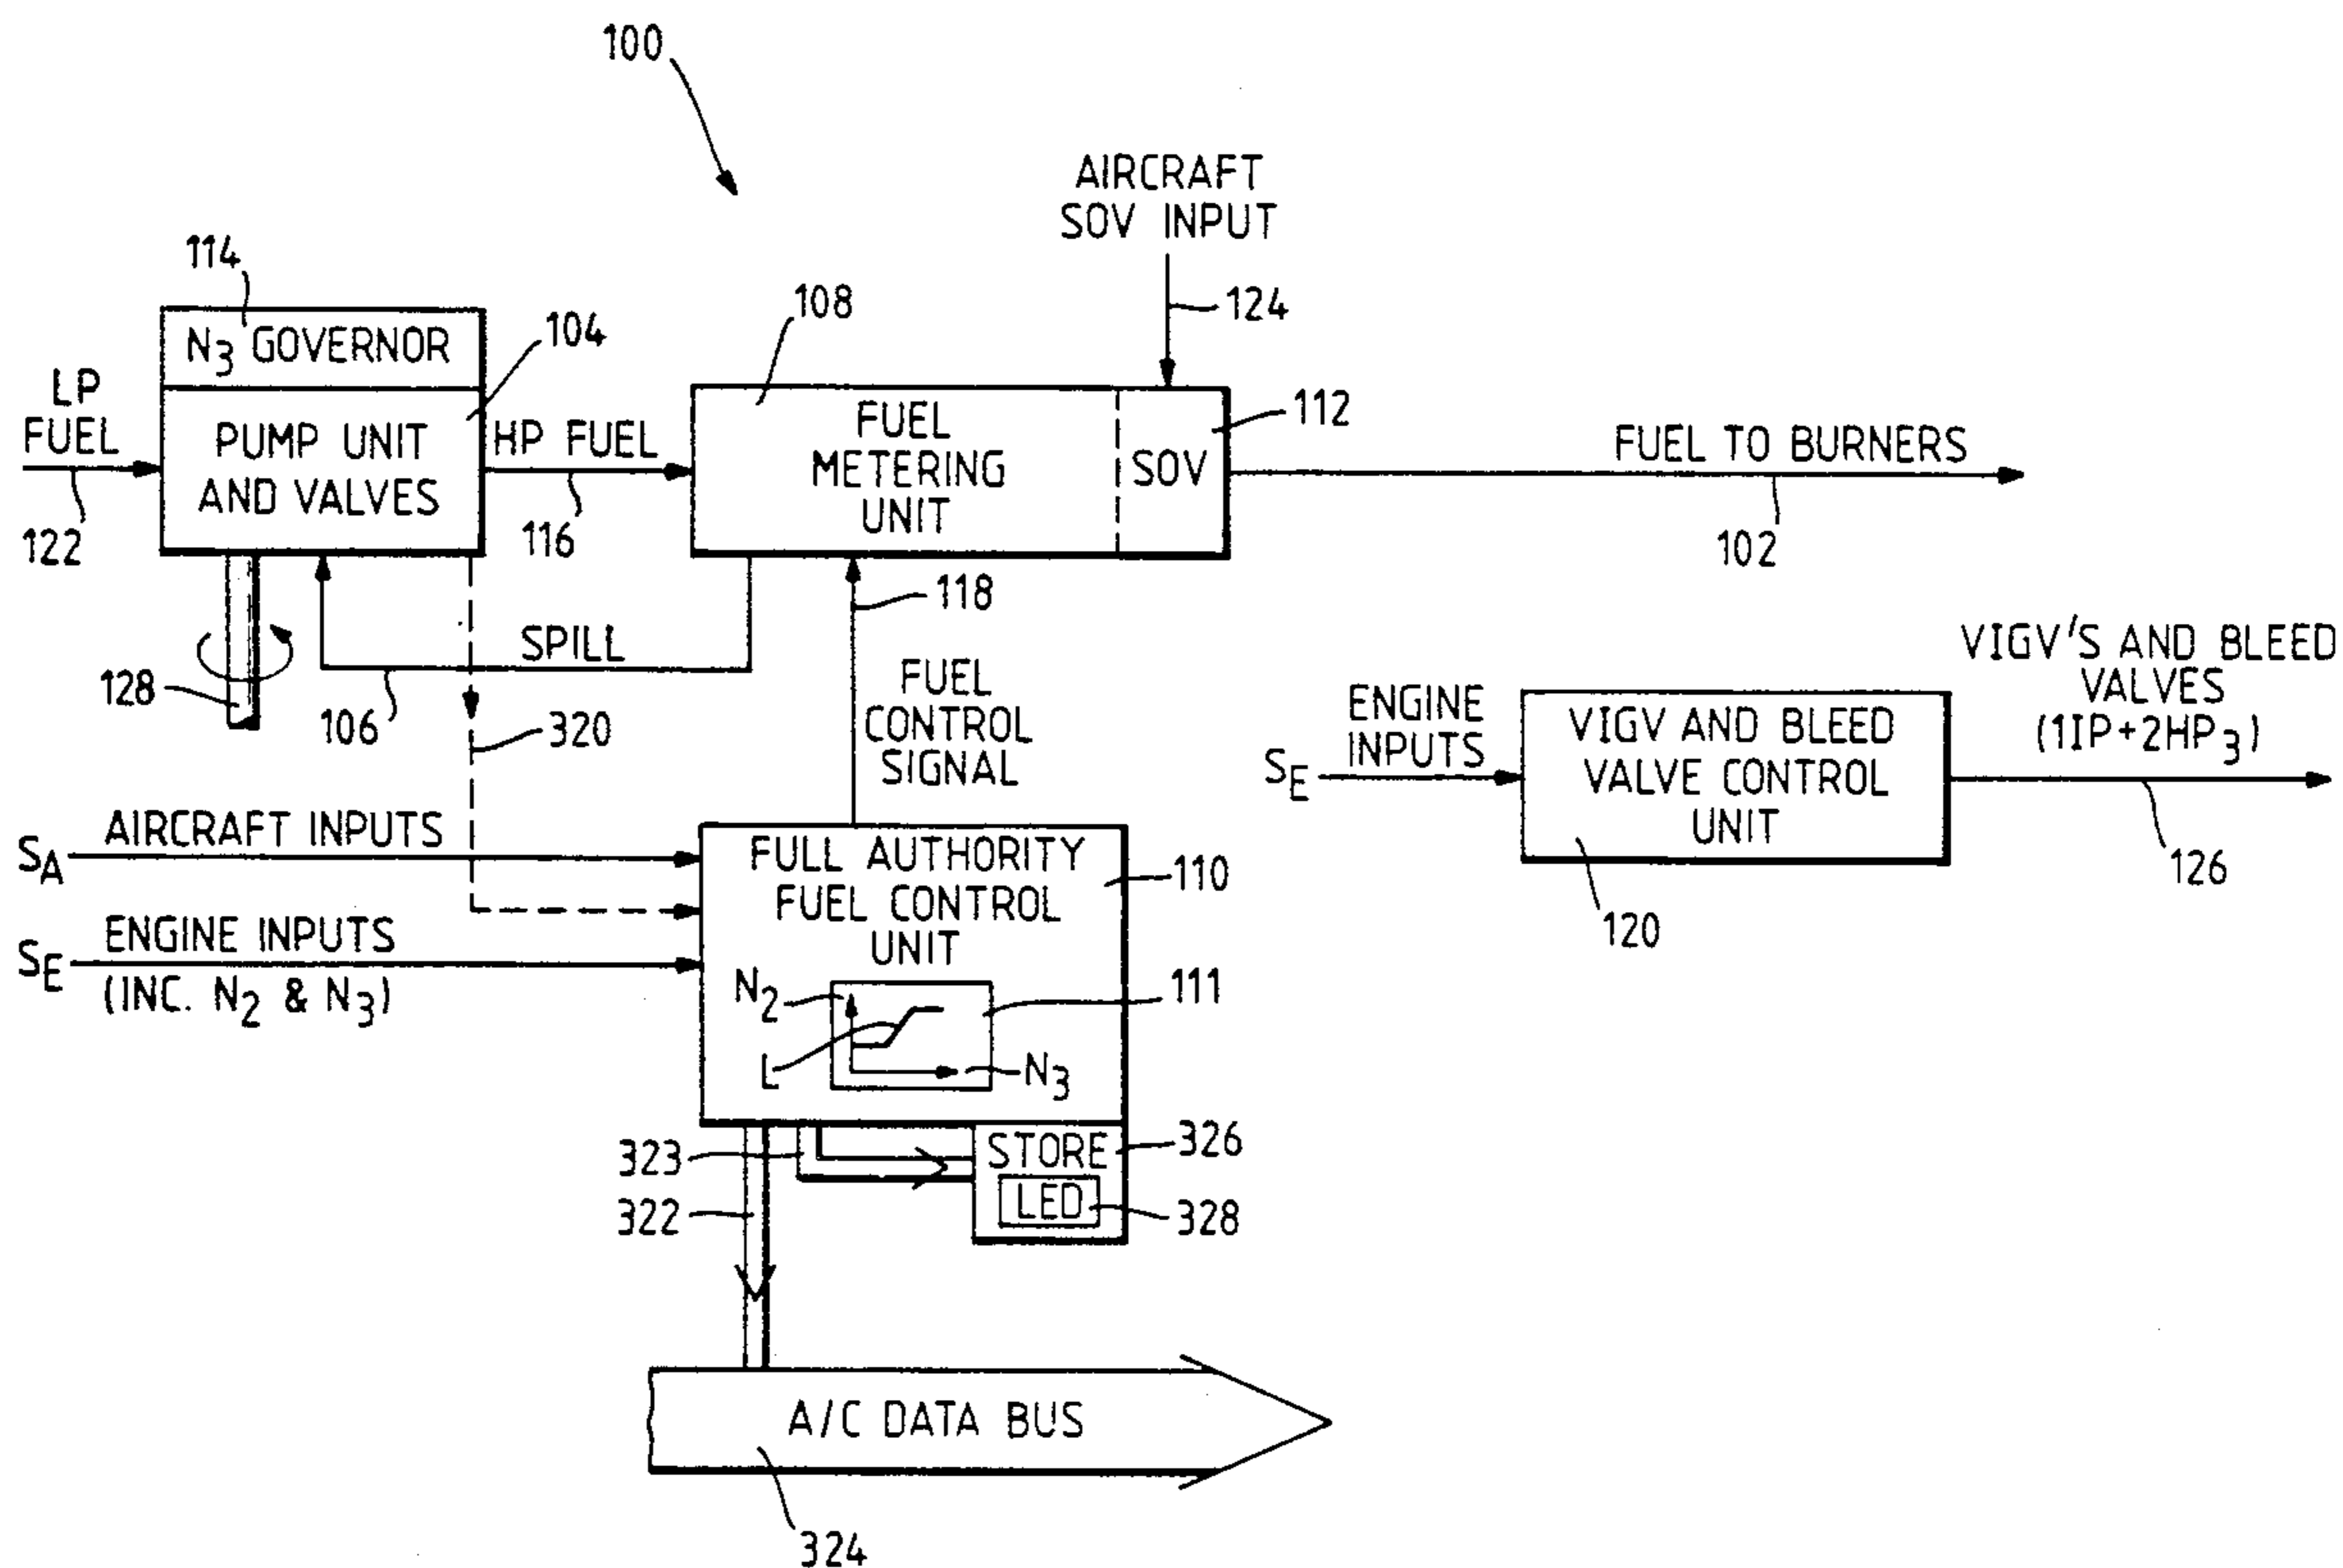 100
AIRCRAFT
SOV INPUT
124
114
N3 GOVERNOR
104
LP
FUEL
122
PUMP UNIT
AND VALVES
HP FUEL
116
108
FUEL
METERING
UNIT
SOV
112
FUEL TO BURNERS
102
128
SPILL
106
320
118
FUEL
CONTROL
SIGNAL
ENGINE
INPUTS
SE
VIGV AND BLEED
VALVE CONTROL
UNIT
120
VIGV'S AND BLEED
VALVES
(1IP+2HP3)
126
SA
AIRCRAFT INPUTS
SE
ENGINE INPUTS
(INC. N2 & N3)
FULL AUTHORITY
FUEL CONTROL
UNIT
110
N2
L
N3
111
323
322
STORE
326
LED
328
A/C DATA BUS
324